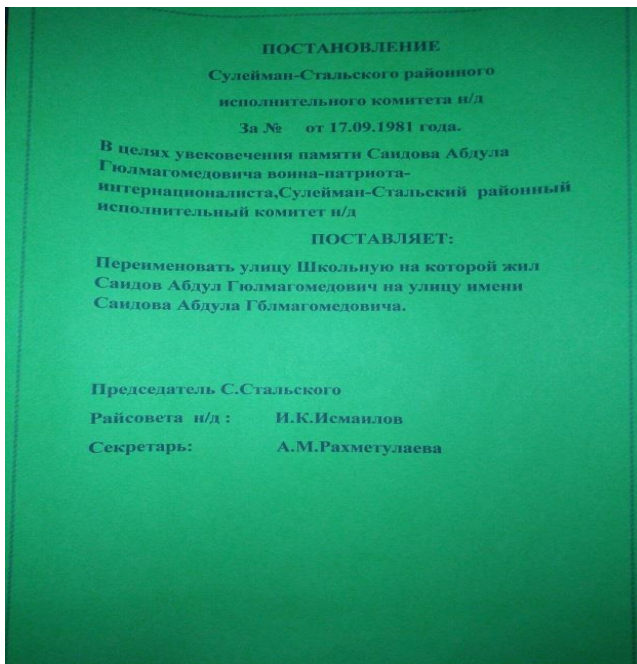 ПОСТАНОВЛЕНИЕ
Сулейман-Стальского районного
исполнительного комитета н/д
За № от 17.09.1981 года.
В целях увековечения памяти Саидова Абдула
Гюлмагомедовича воина-патриота-
интернационалиста,Сулейман-Стальский районный
исполнительный комитет н/д
ПОСТАВЛЯЕТ:
Переименовать улицу Школьную на которой жил
Саидов Абдул Гюлмагомедович на улицу имени
Саидова Абдула Гблмагомедовича.
Председатель С.Стальского
Райсовета н/д : И.К.Исмаилов
Секретарь: А.М.Рахметулаева